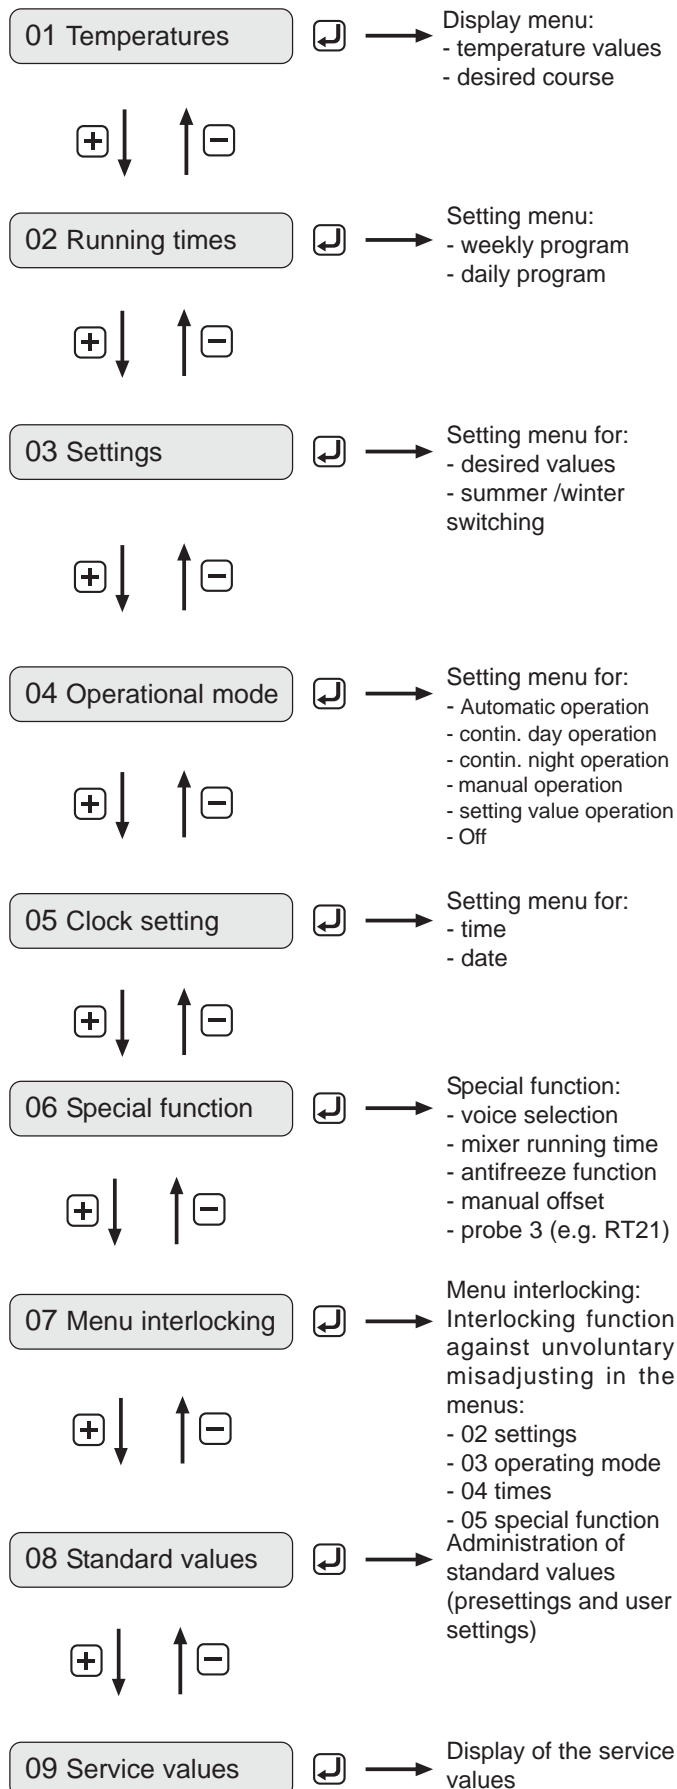 01 Temperatures
Display menu:
- temperature values
- desired course
02 Running times
Setting menu:
- weekly program
- daily program
03 Settings
Setting menu for:
- desired values
- summer /winter
switching
04 Operational mode
Setting menu for:
- Automatic operation
- contin. day operation
- contin. night operation
- manual operation
- setting value operation
- Off
05 Clock setting
Setting menu for:
- time
- date
06 Special function
Special function:
- voice selection
- mixer running time
- antifreeze function
- manual offset
- probe 3 (e.g. RT21)
07 Menu interlocking
Menu interlocking:
Interlocking function
against unvoluntary
misadjusting in the
menus:
- 02 settings
- 03 operating mode
- 04 times
- 05 special function
08 Standard values
Administration of
standard values
(presettings and user
settings)
09 Service values
Display of the service
values